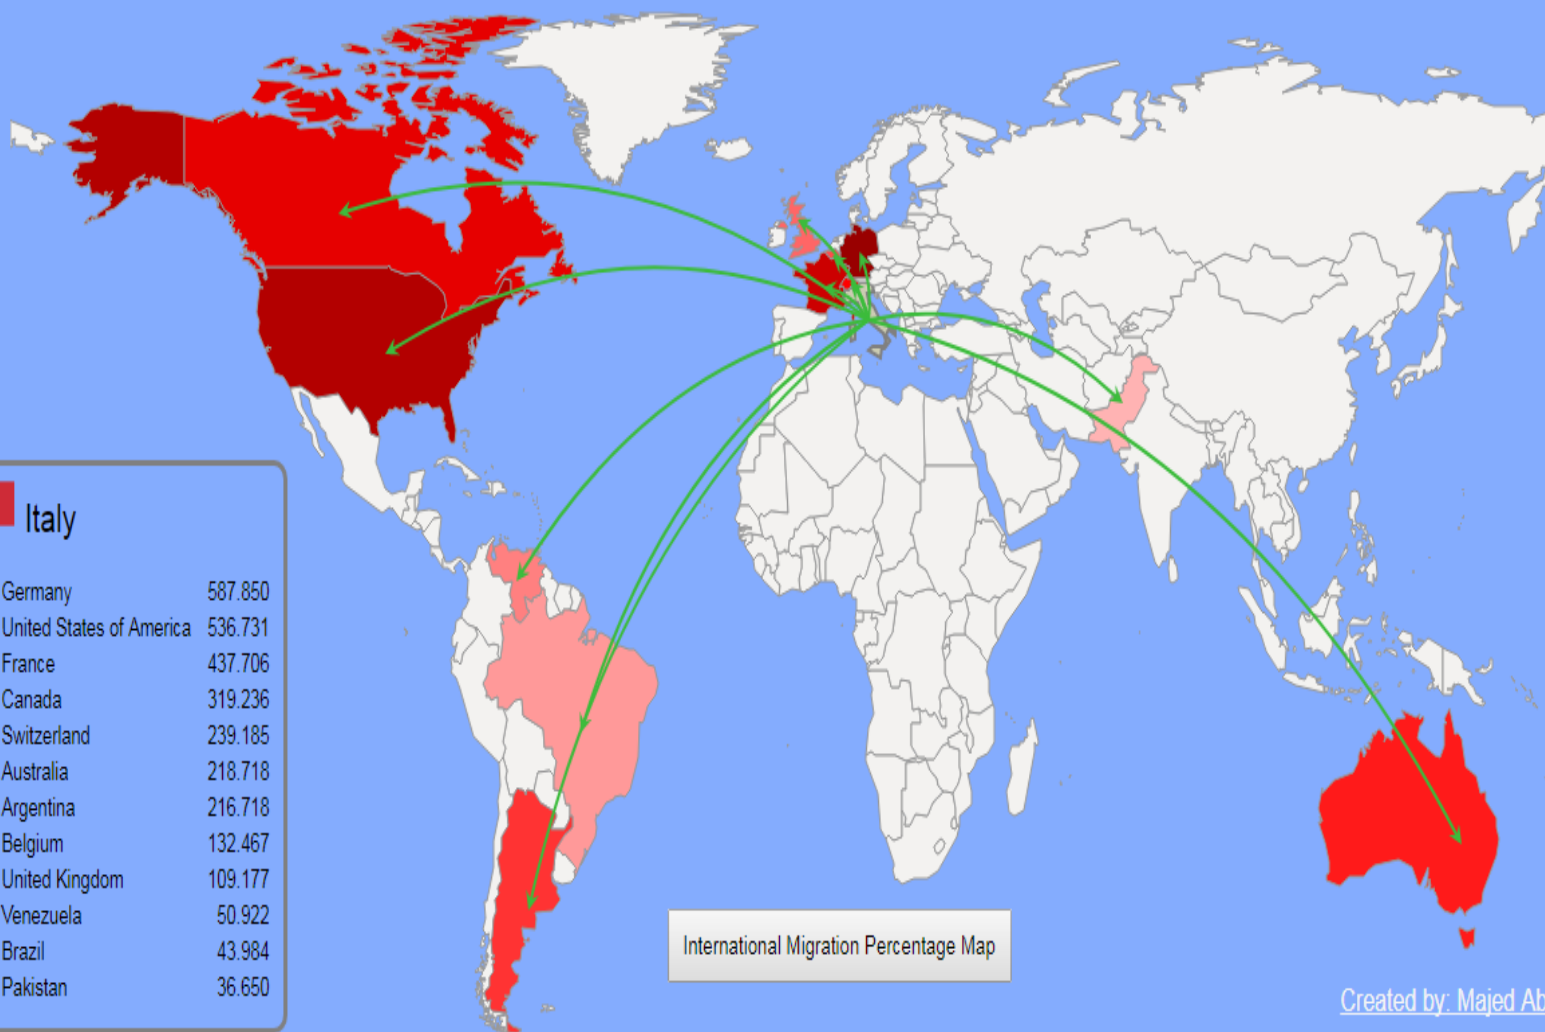 Italy
Germany 587.850
United States of America 536.731
France 437.706
Canada 319.236
Switzerland 239.185
Australia 218.718
Argentina 216.718
Belgium 132.467
United Kingdom 109.177
Venezuela 50.922
Brazil 43.984
Pakistan 36.650
International Migration Percentage Map
Created by: Majed Ab